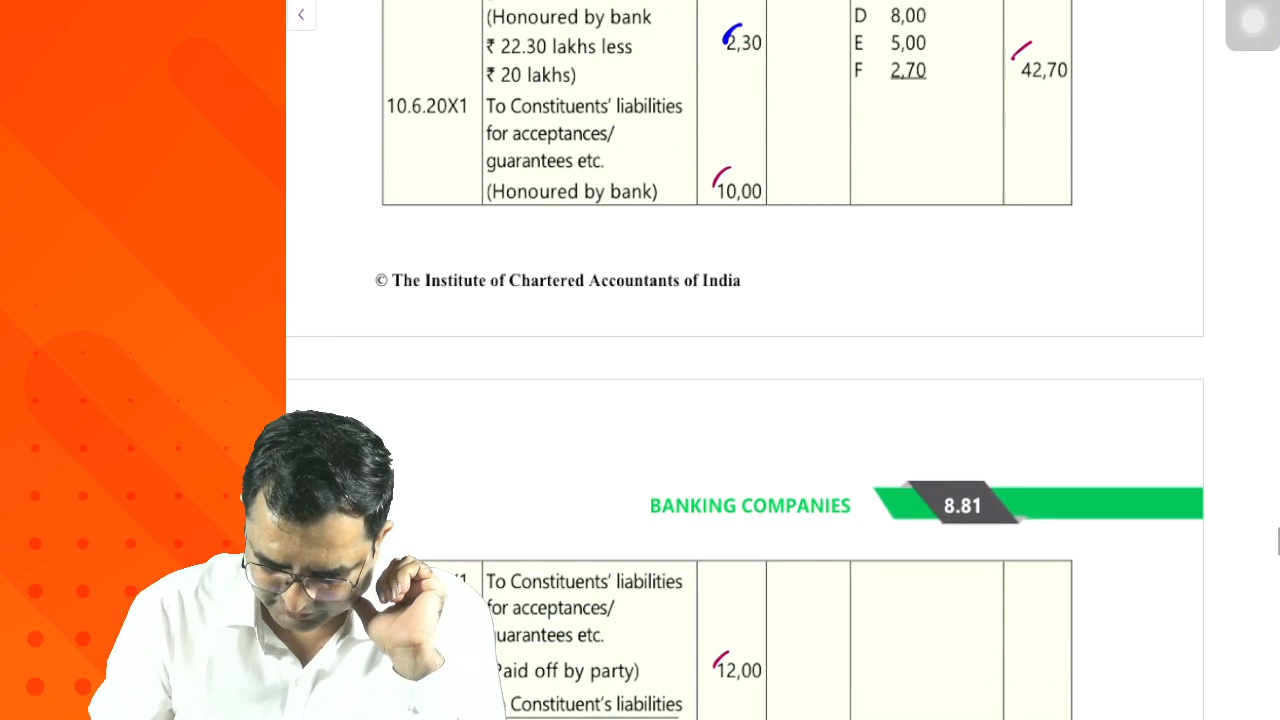 (Honoured by bank
₹ 22.30 lakhs less
₹ 20 lakhs)
2,30
D 8,00
E 5,00
F 2,70
42,70
10.6.20X1
To Constituents' liabilities
for acceptances/
guarantees etc.
(Honoured by bank)
10,00
© The Institute of Chartered Accountants of India
BANKING COMPANIES
8.81
To Constituents' liabilities
for acceptances/
guarantees etc.
Paid off by party)
12,00
Constituent's liabilities